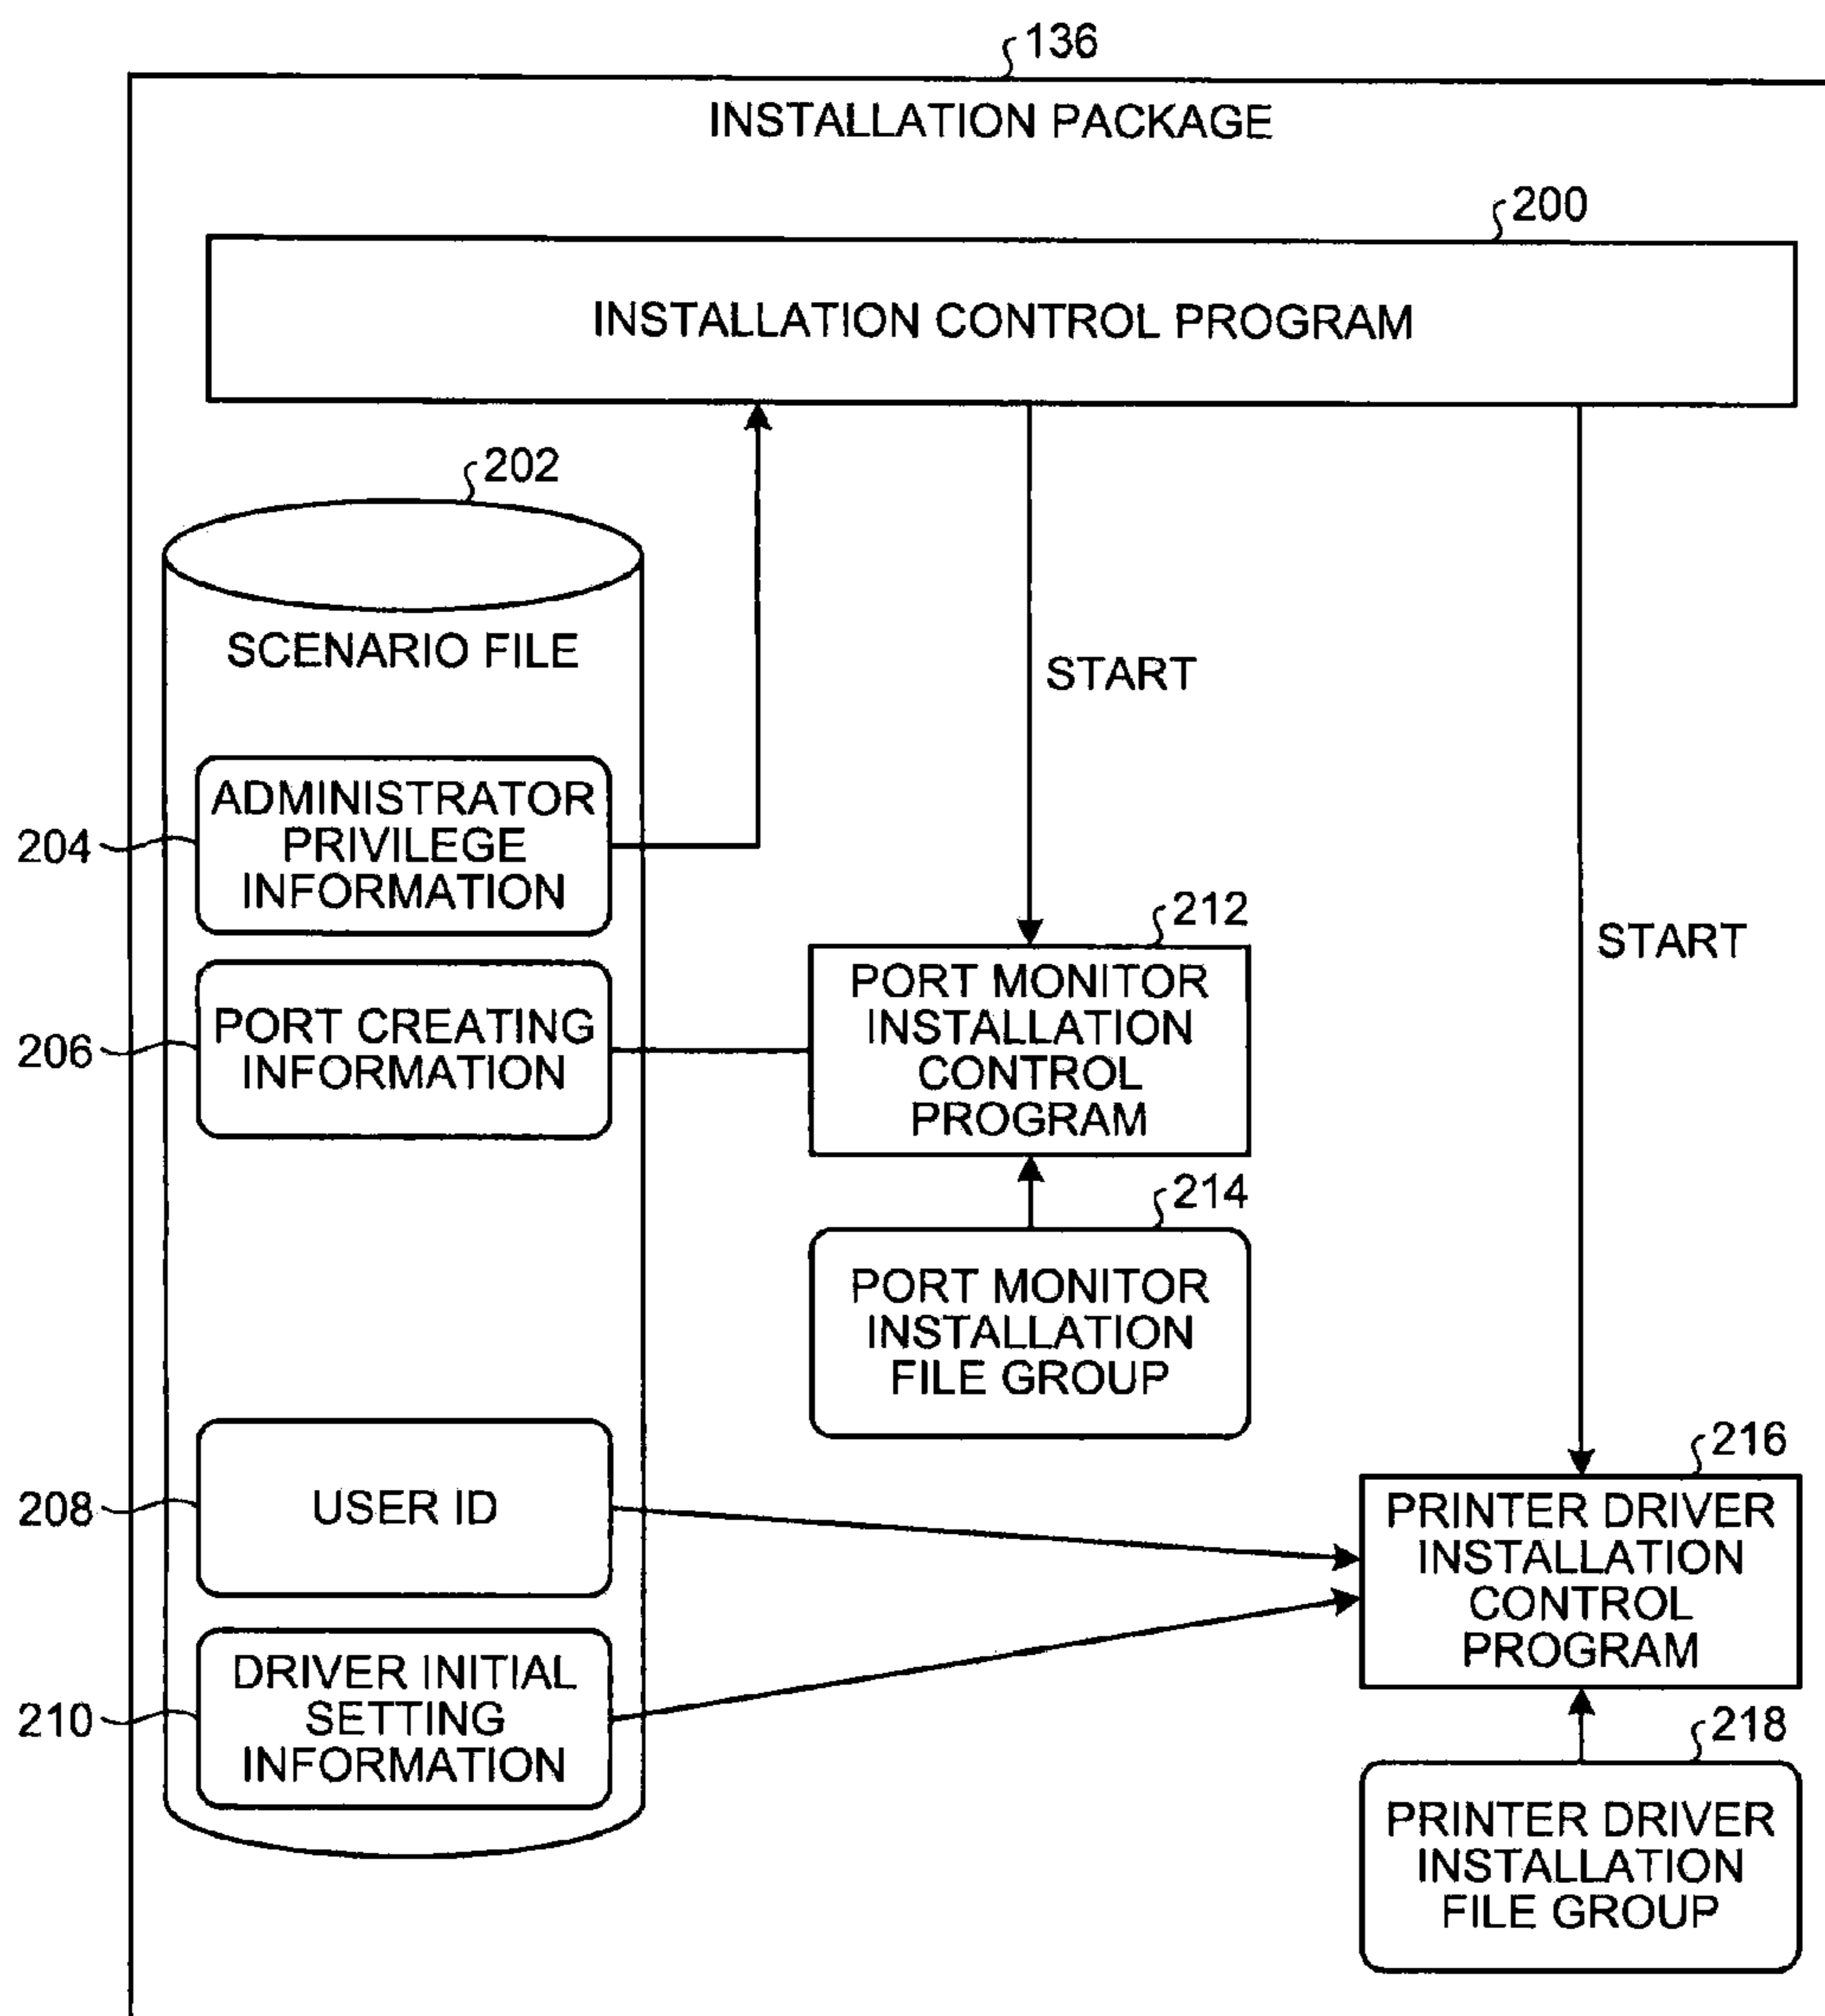 136
INSTALLATION PACKAGE
200
INSTALLATION CONTROL PROGRAM
202
SCENARIO FILE
START
START
204
ADMINISTRATOR
PRIVILEGE
INFORMATION
206
PORT CREATING
INFORMATION
212
PORT MONITOR
INSTALLATION
CONTROL
PROGRAM
214
PORT MONITOR
INSTALLATION
FILE GROUP
208
USER ID
210
DRIVER INITIAL
SETTING
INFORMATION
216
PRINTER DRIVER
INSTALLATION
CONTROL
PROGRAM
218
PRINTER DRIVER
INSTALLATION
FILE GROUP